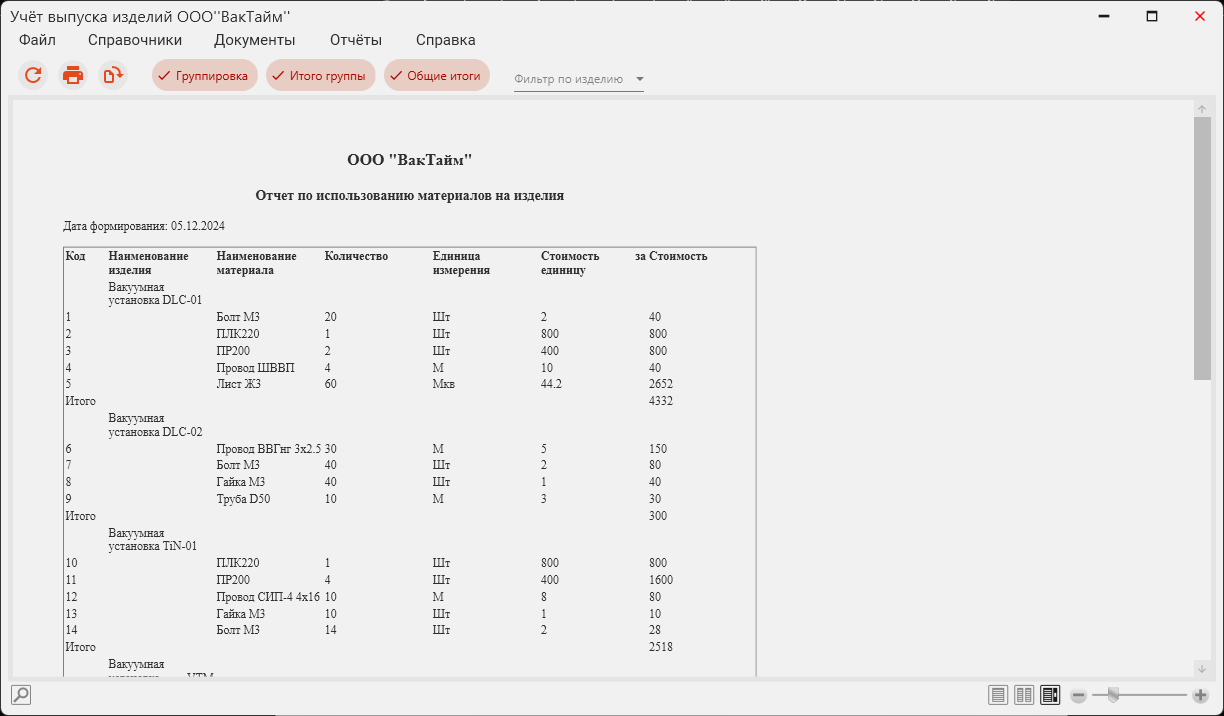 Учёт выпуска изделий ООО''ВакТайм''
Файл Справочники Документы Отчёты Справка
Группировка Итого группы Общие итоги Фильтр по изделию
ООО "ВакТайм"
Отчет по использованию материалов на изделия
Дата формирования: 05.12.2024
Код Наименование изделия Наименование материала Количество Единица измерения Стоимость за единицу Стоимость
Вакуумная
установка DLC-01
1 Болт М3 20 Шт 2 40
2 ПЛК220 1 Шт 800 800
3 ПР200 2 Шт 400 800
4 Провод ШВВП 4 М 10 40
5 Лист ЖЗ 60 Мкв 44.2 2652
Итого 4332
Вакуумная
установка DLC-02
6 Провод ВВГнг 3х2.5 30 М 5 150
7 Болт М3 40 Шт 2 80
8 Гайка М3 40 Шт 1 40
9 Труба D50 10 М 3 30
Итого 300
Вакуумная
установка TiN-01
10 ПЛК220 1 Шт 800 800
11 ПР200 4 Шт 400 1600
12 Провод СИП-4 4х16 10 М 8 80
13 Гайка М3 10 Шт 1 10
14 Болт М3 14 Шт 2 28
Итого 2518
Вакуумная